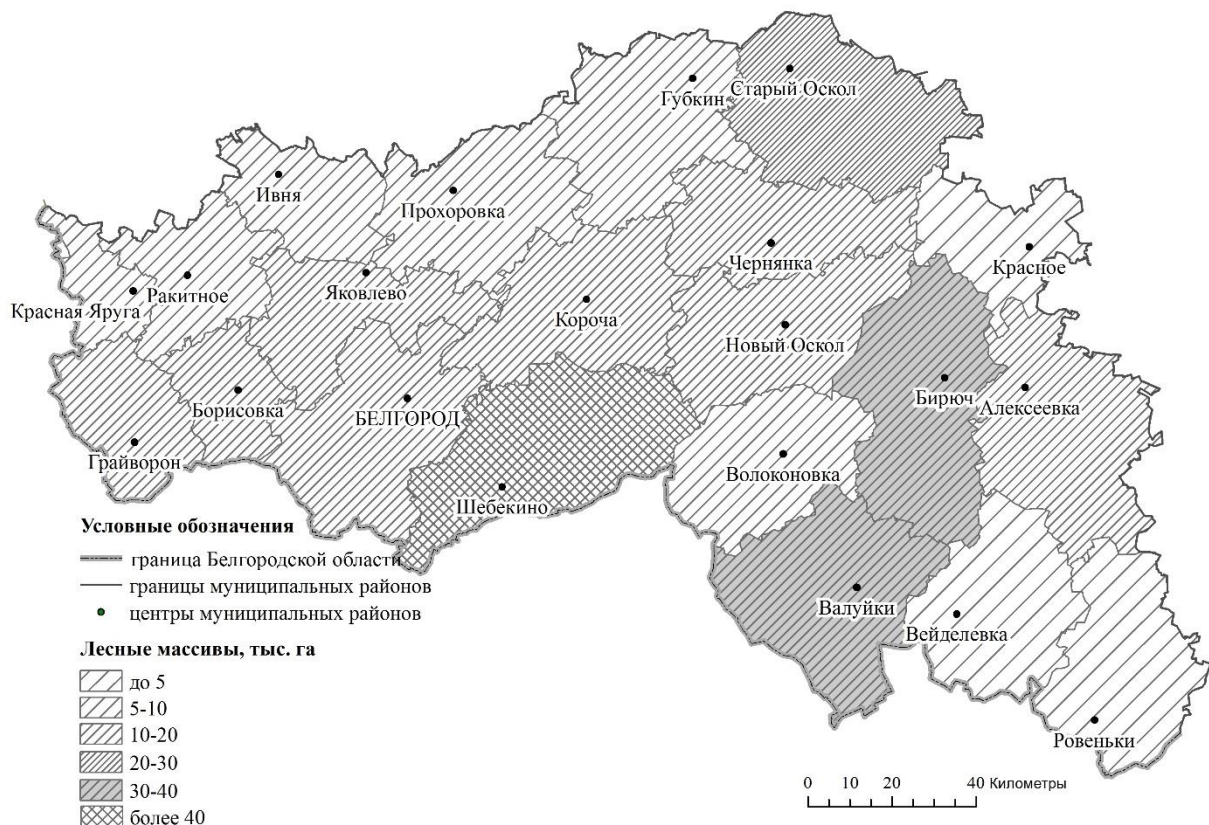 Губкин
Старый Оскол
Ивня
Прохоровка
Чернянка
Красное
Красная Яруга
Ракитное
Яковлево
Короча
Новый Оскол
Бирюч
Алексеевка
Борисовка
БЕЛГОРОД
Грайворон
Волоконовка
Шебекино
Валуйки
Вейделевка
Ровеньки
Условные обозначения
граница Белгородской области
границы муниципальных районов
центры муниципальных районов
Лесные массивы, тыс. га
до 5
5-10
10-20
20-30
30-40
более 40
0 10 20 40 Километры